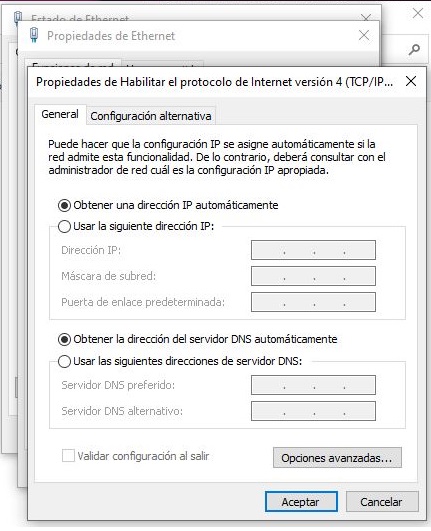 Estado de Ethernet
Propiedades de Ethernet
Funciones de red
Propiedades de Habilitar el protocolo de Internet versión 4 (TCP/IP...
General
Configuración alternativa
Puede hacer que la configuración IP se asigne automáticamente si la
red admite esta funcionalidad. De lo contrario, deberá consultar con el
administrador de red cuál es la configuración IP apropiada.
Obtener una dirección IP automáticamente
Usar la siguiente dirección IP:
Dirección IP:
Máscara de subred:
Puerta de enlace predeterminada:
Obtener la dirección del servidor DNS automáticamente
Usar las siguientes direcciones de servidor DNS:
Servidor DNS preferido:
Servidor DNS alternativo:
Validar configuración al salir
Opciones avanzadas...
Aceptar
Cancelar